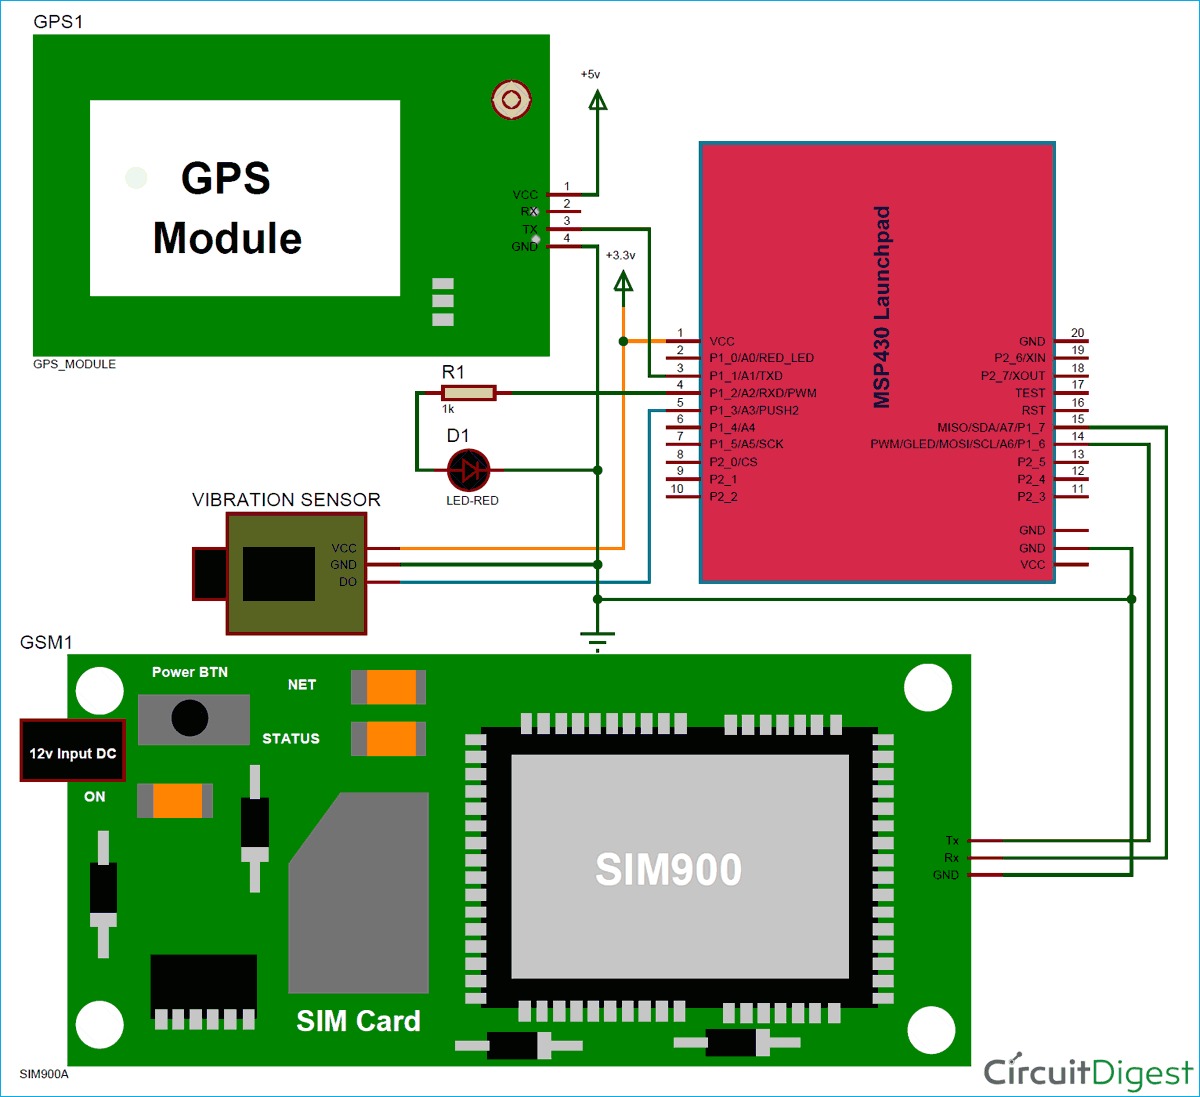 GPS1
GPS
Module
VCC 1
RX 2
TX 3
GND 4
GPS_MODULE
+5v
+3.3v
MSP430 Launchpad
1 VCC
2 P1_0/A0/RED_LED
3 P1_1/A1/TXD
4 P1_2/A2/RXD/PWM
5 P1_3/A3/PUSH2
6 P1_4/A4
7 P1_5/A5/SCK
8 P2_0/CS
9 P2_1
10 P2_2
GND 20
P2_6/XIN 19
P2_7/XOUT 18
TEST 17
RST 16
MISO/SDA/A7/P1_7 15
PWM/GLED/MOSI/SCL/A6/P1_6 14
P2_5 13
P2_4 12
P2_3 11
GND
GND
VCC
R1
1k
D1
LED-RED
VIBRATION SENSOR
VCC
GND
DO
GSM1
Power BTN
NET
STATUS
12v Input DC
ON
SIM900
Tx
Rx
GND
SIM Card
SIM900A
CircuitDigest